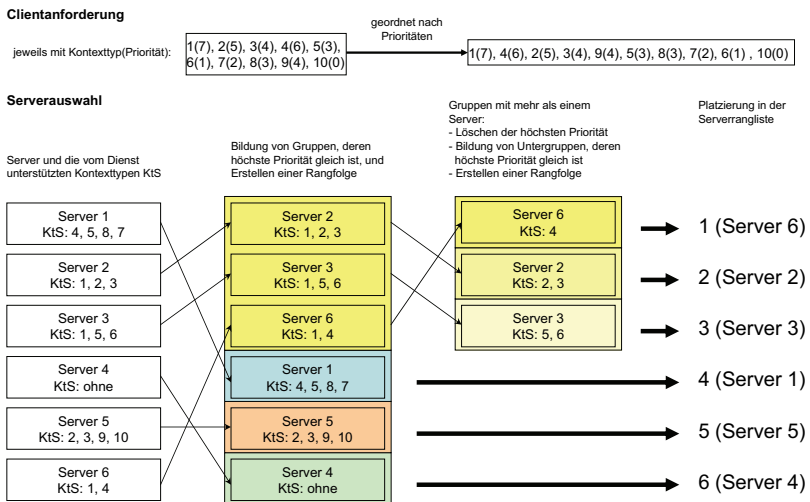 Clientanforderung
jeweils mit Kontexttyp(Priorität):
1(7), 2(5), 3(4), 4(6), 5(3),
6(1), 7(2), 8(3), 9(4), 10(0)
geordnet nach
Prioritäten
1(7), 4(6), 2(5), 3(4), 9(4), 5(3), 8(3), 7(2), 6(1) , 10(0)
Serverauswahl
Server und die vom Dienst
unterstützten Kontexttypen KtS
Bildung von Gruppen, deren
höchste Priorität gleich ist, und
Erstellen einer Rangfolge
Gruppen mit mehr als einem
Server:
- Löschen der höchsten Priorität
- Bildung von Untergruppen, deren
höchste Priorität gleich ist
- Erstellen einer Rangfolge
Platzierung in der
Serverrangliste
Server 1
KtS: 4, 5, 8, 7
Server 2
KtS: 1, 2, 3
Server 3
KtS: 1, 5, 6
Server 4
KtS: ohne
Server 5
KtS: 2, 3, 9, 10
Server 6
KtS: 1, 4
Server 2
KtS: 1, 2, 3
Server 3
KtS: 1, 5, 6
Server 6
KtS: 1, 4
Server 1
KtS: 4, 5, 8, 7
Server 5
KtS: 2, 3, 9, 10
Server 4
KtS: ohne
Server 6
KtS: 4
Server 2
KtS: 2, 3
Server 3
KtS: 5, 6
1 (Server 6)
2 (Server 2)
3 (Server 3)
4 (Server 1)
5 (Server 5)
6 (Server 4)